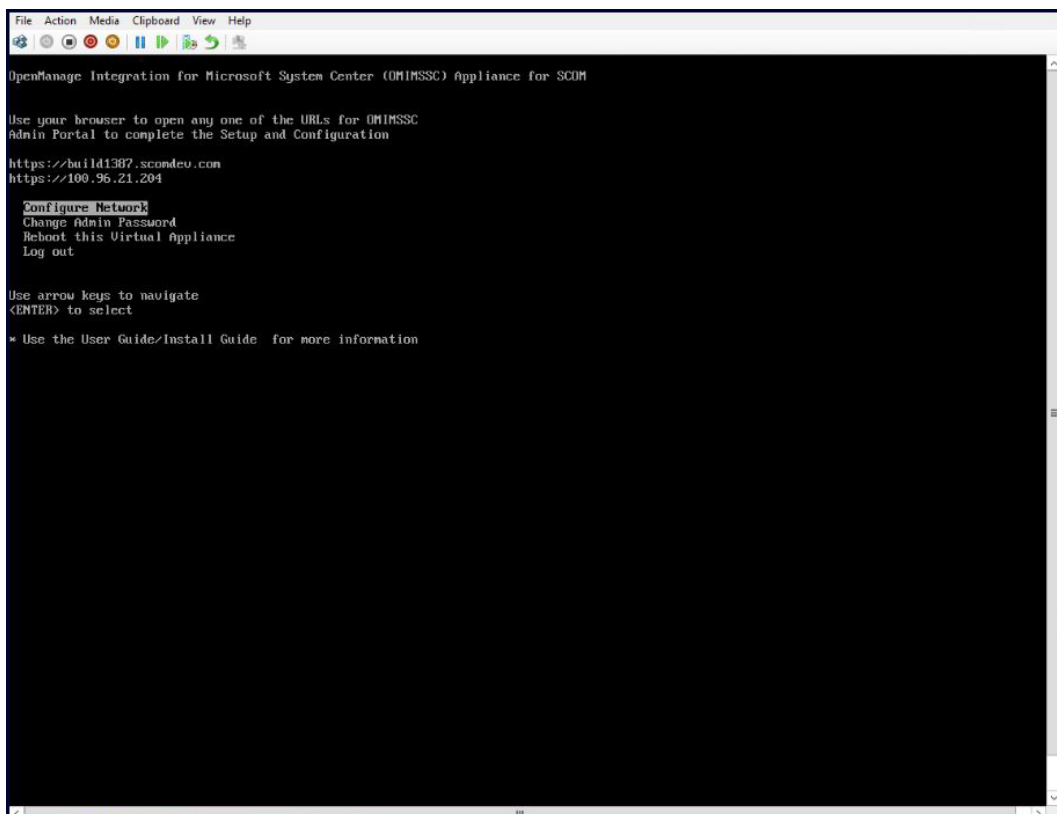 File Action Media Clipboard View Help
OpenManage Integration for Microsoft System Center (OMIMSSC) Appliance for SCOM
Use your browser to open any one of the URLs for OMIMSSC
Admin Portal to complete the Setup and Configuration
https://build1387.scomdev.com
https://100.96.21.204
Configure Network
Change Admin Password
Reboot this Virtual Appliance
Log out
Use arrow keys to navigate
<ENTER> to select
* Use the User Guide/Install Guide  for more information